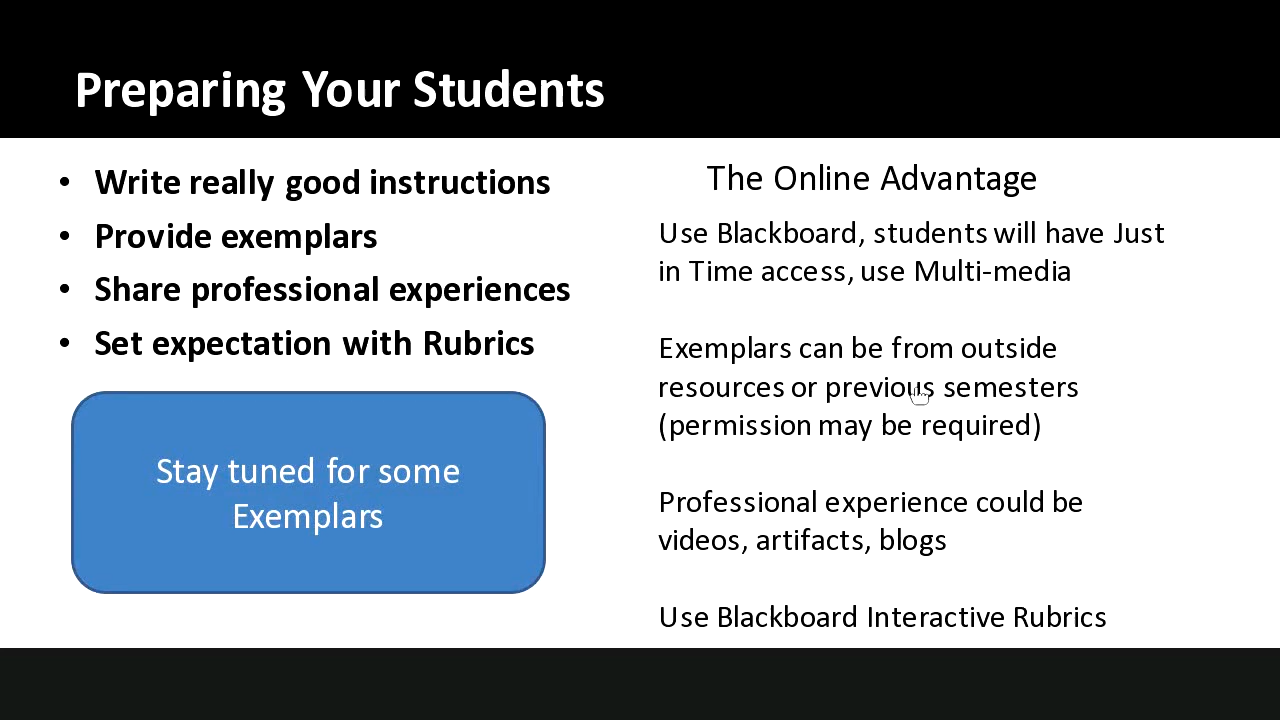 Preparing Your Students
• Write really good instructions
• Provide exemplars
• Share professional experiences
• Set expectation with Rubrics
Stay tuned for some
Exemplars
The Online Advantage
Use Blackboard, students will have Just
in Time access, use Multi-media
Exemplars can be from outside
resources or previous semesters
(permission may be required)
Professional experience could be
videos, artifacts, blogs
Use Blackboard Interactive Rubrics